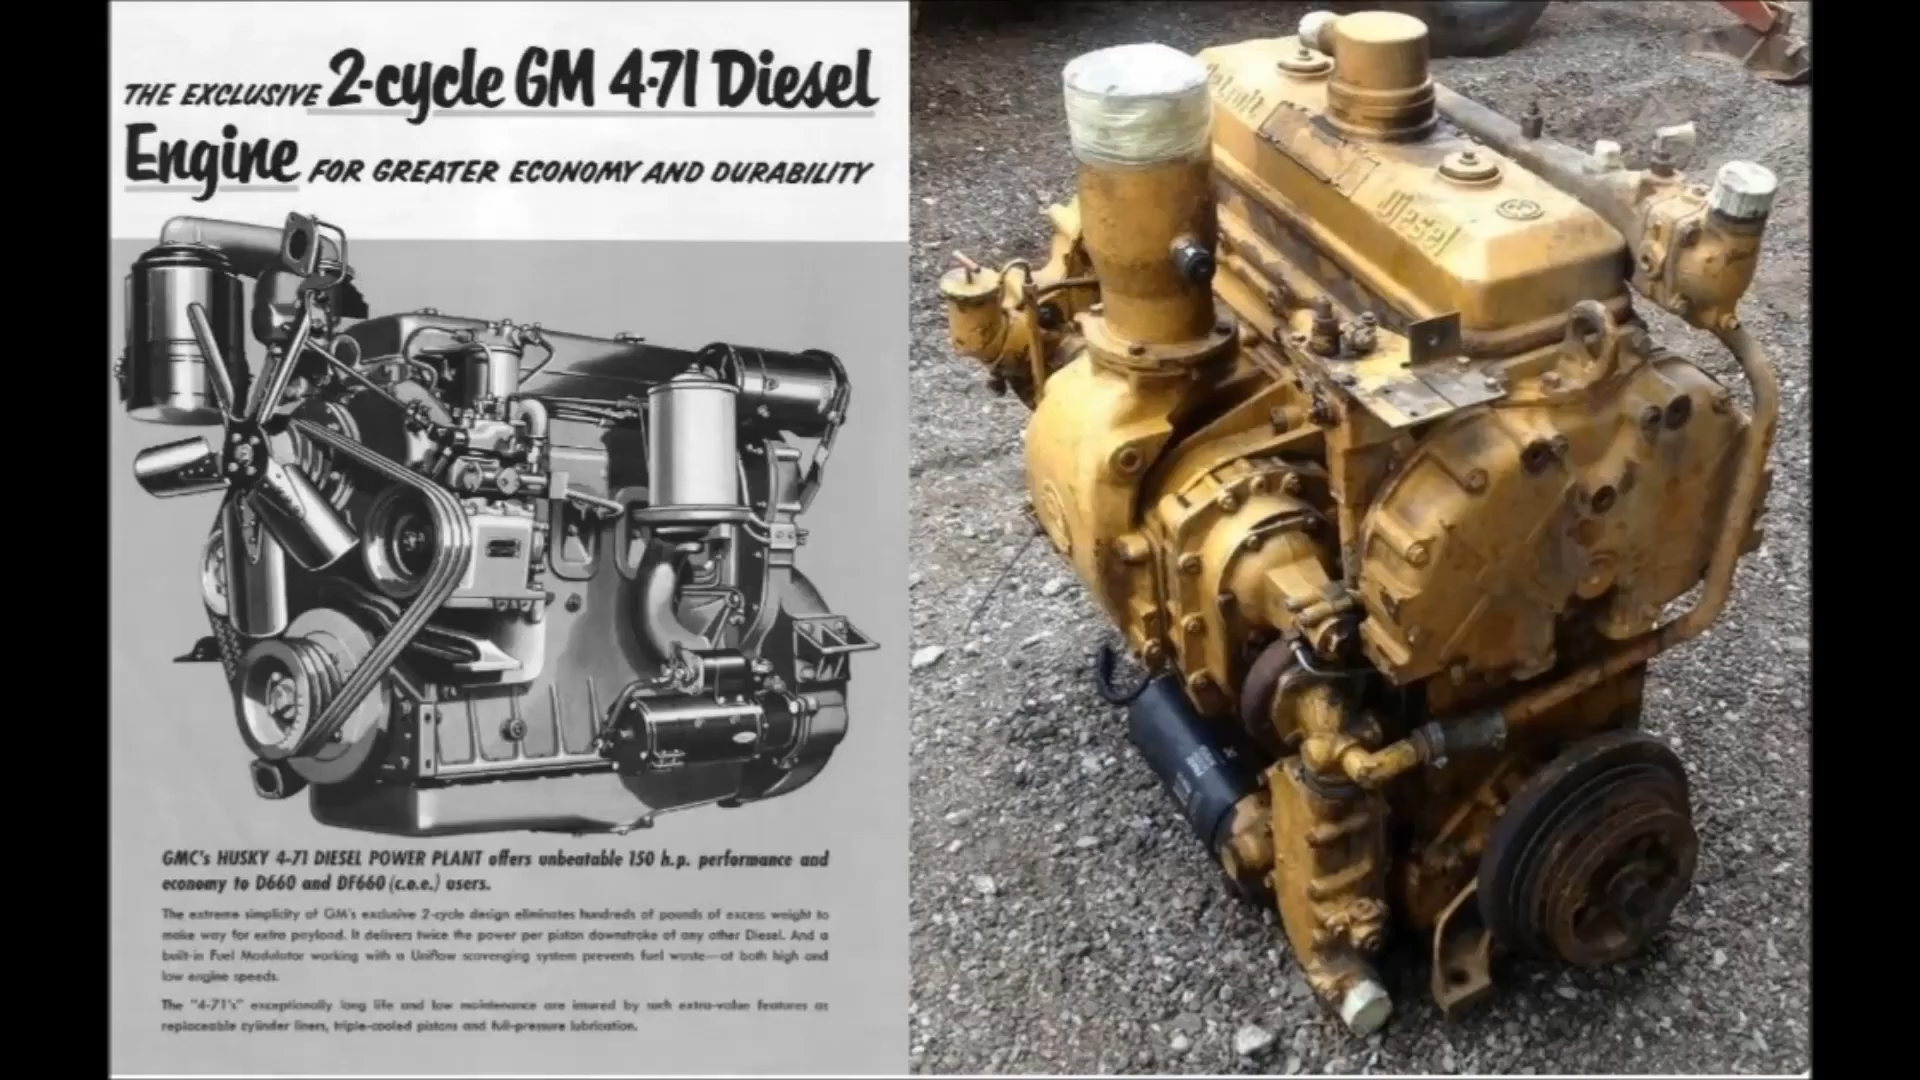 THE EXCLUSIVE 2-cycle GM 4-71 Diesel
Engine FOR GREATER ECONOMY AND DURABILITY
GMC's HUSKY 4-71 DIESEL POWER PLANT offers unbeatable 150 h.p. performance and
economy to D660 and DF660 (c.o.e.) users.
The extreme simplicity of GM's exclusive 2-cycle design eliminates hundreds of pounds of excess weight to
make way for extra payload. It delivers twice the power per piston downstroke of any other Diesel. And a
built-in Fuel Modulator working with a Uniflow scavenging system prevents fuel waste—at both high and
low engine speeds.
The "4-71's" exceptionally long life and low maintenance are insured by such extra-value features as
replaceable cylinder liners, triple-cooled pistons and full-pressure lubrication.
Detroit
Diesel
GM